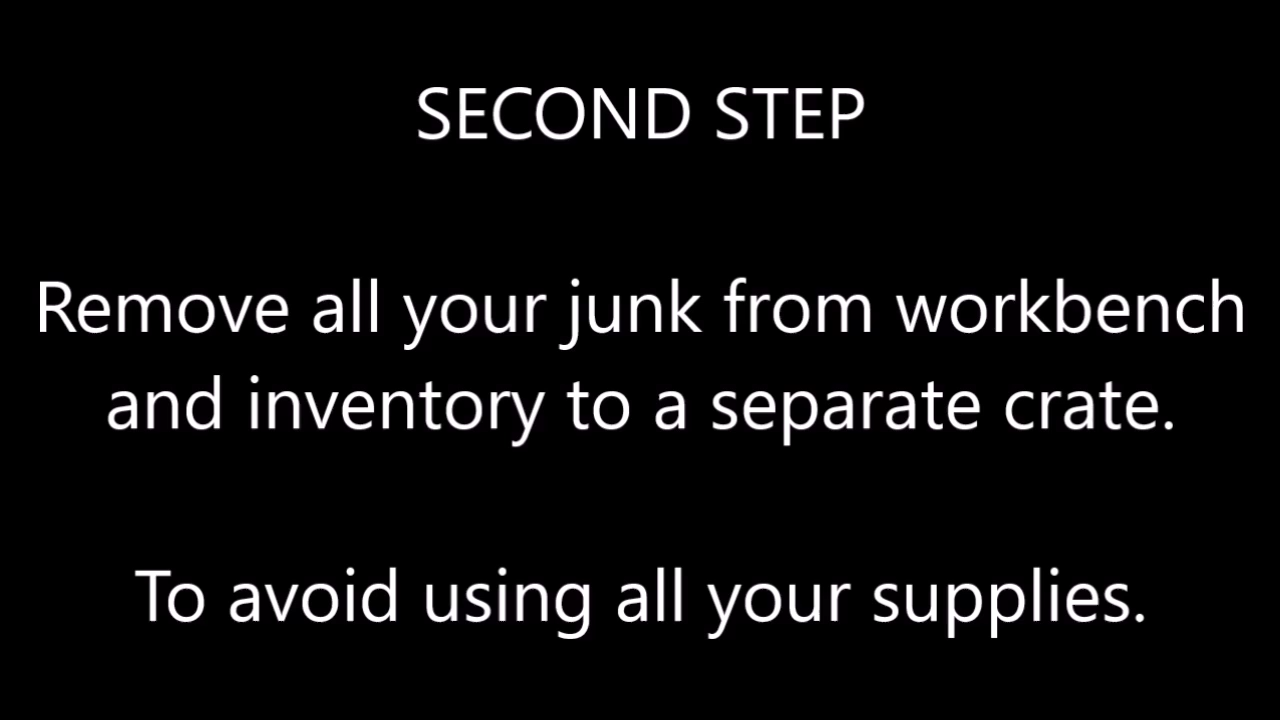 SECOND STEP
Remove all your junk from workbench
and inventory to a separate crate.
To avoid using all your supplies.